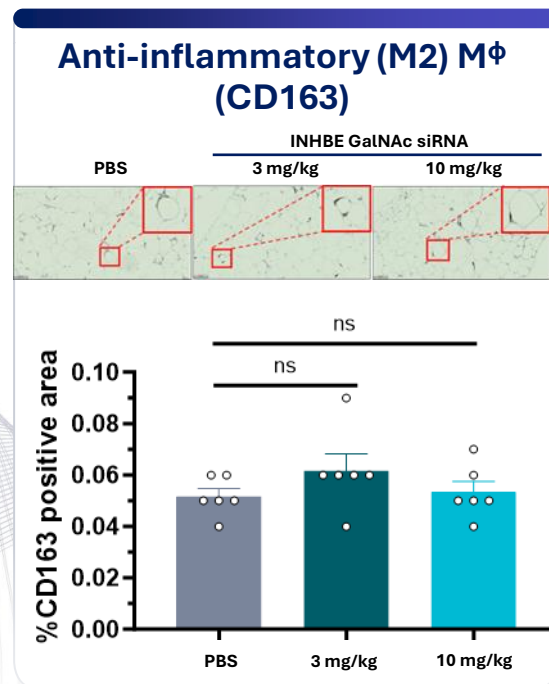 Anti-inflammatory (M2) Mᶲ
(CD163)
INHBE GalNAc siRNA
PBS
3 mg/kg
10 mg/kg
ns
ns
%CD163 positive area
0.10
0.08
0.06
0.04
0.02
0.00
PBS
3 mg/kg
10 mg/kg